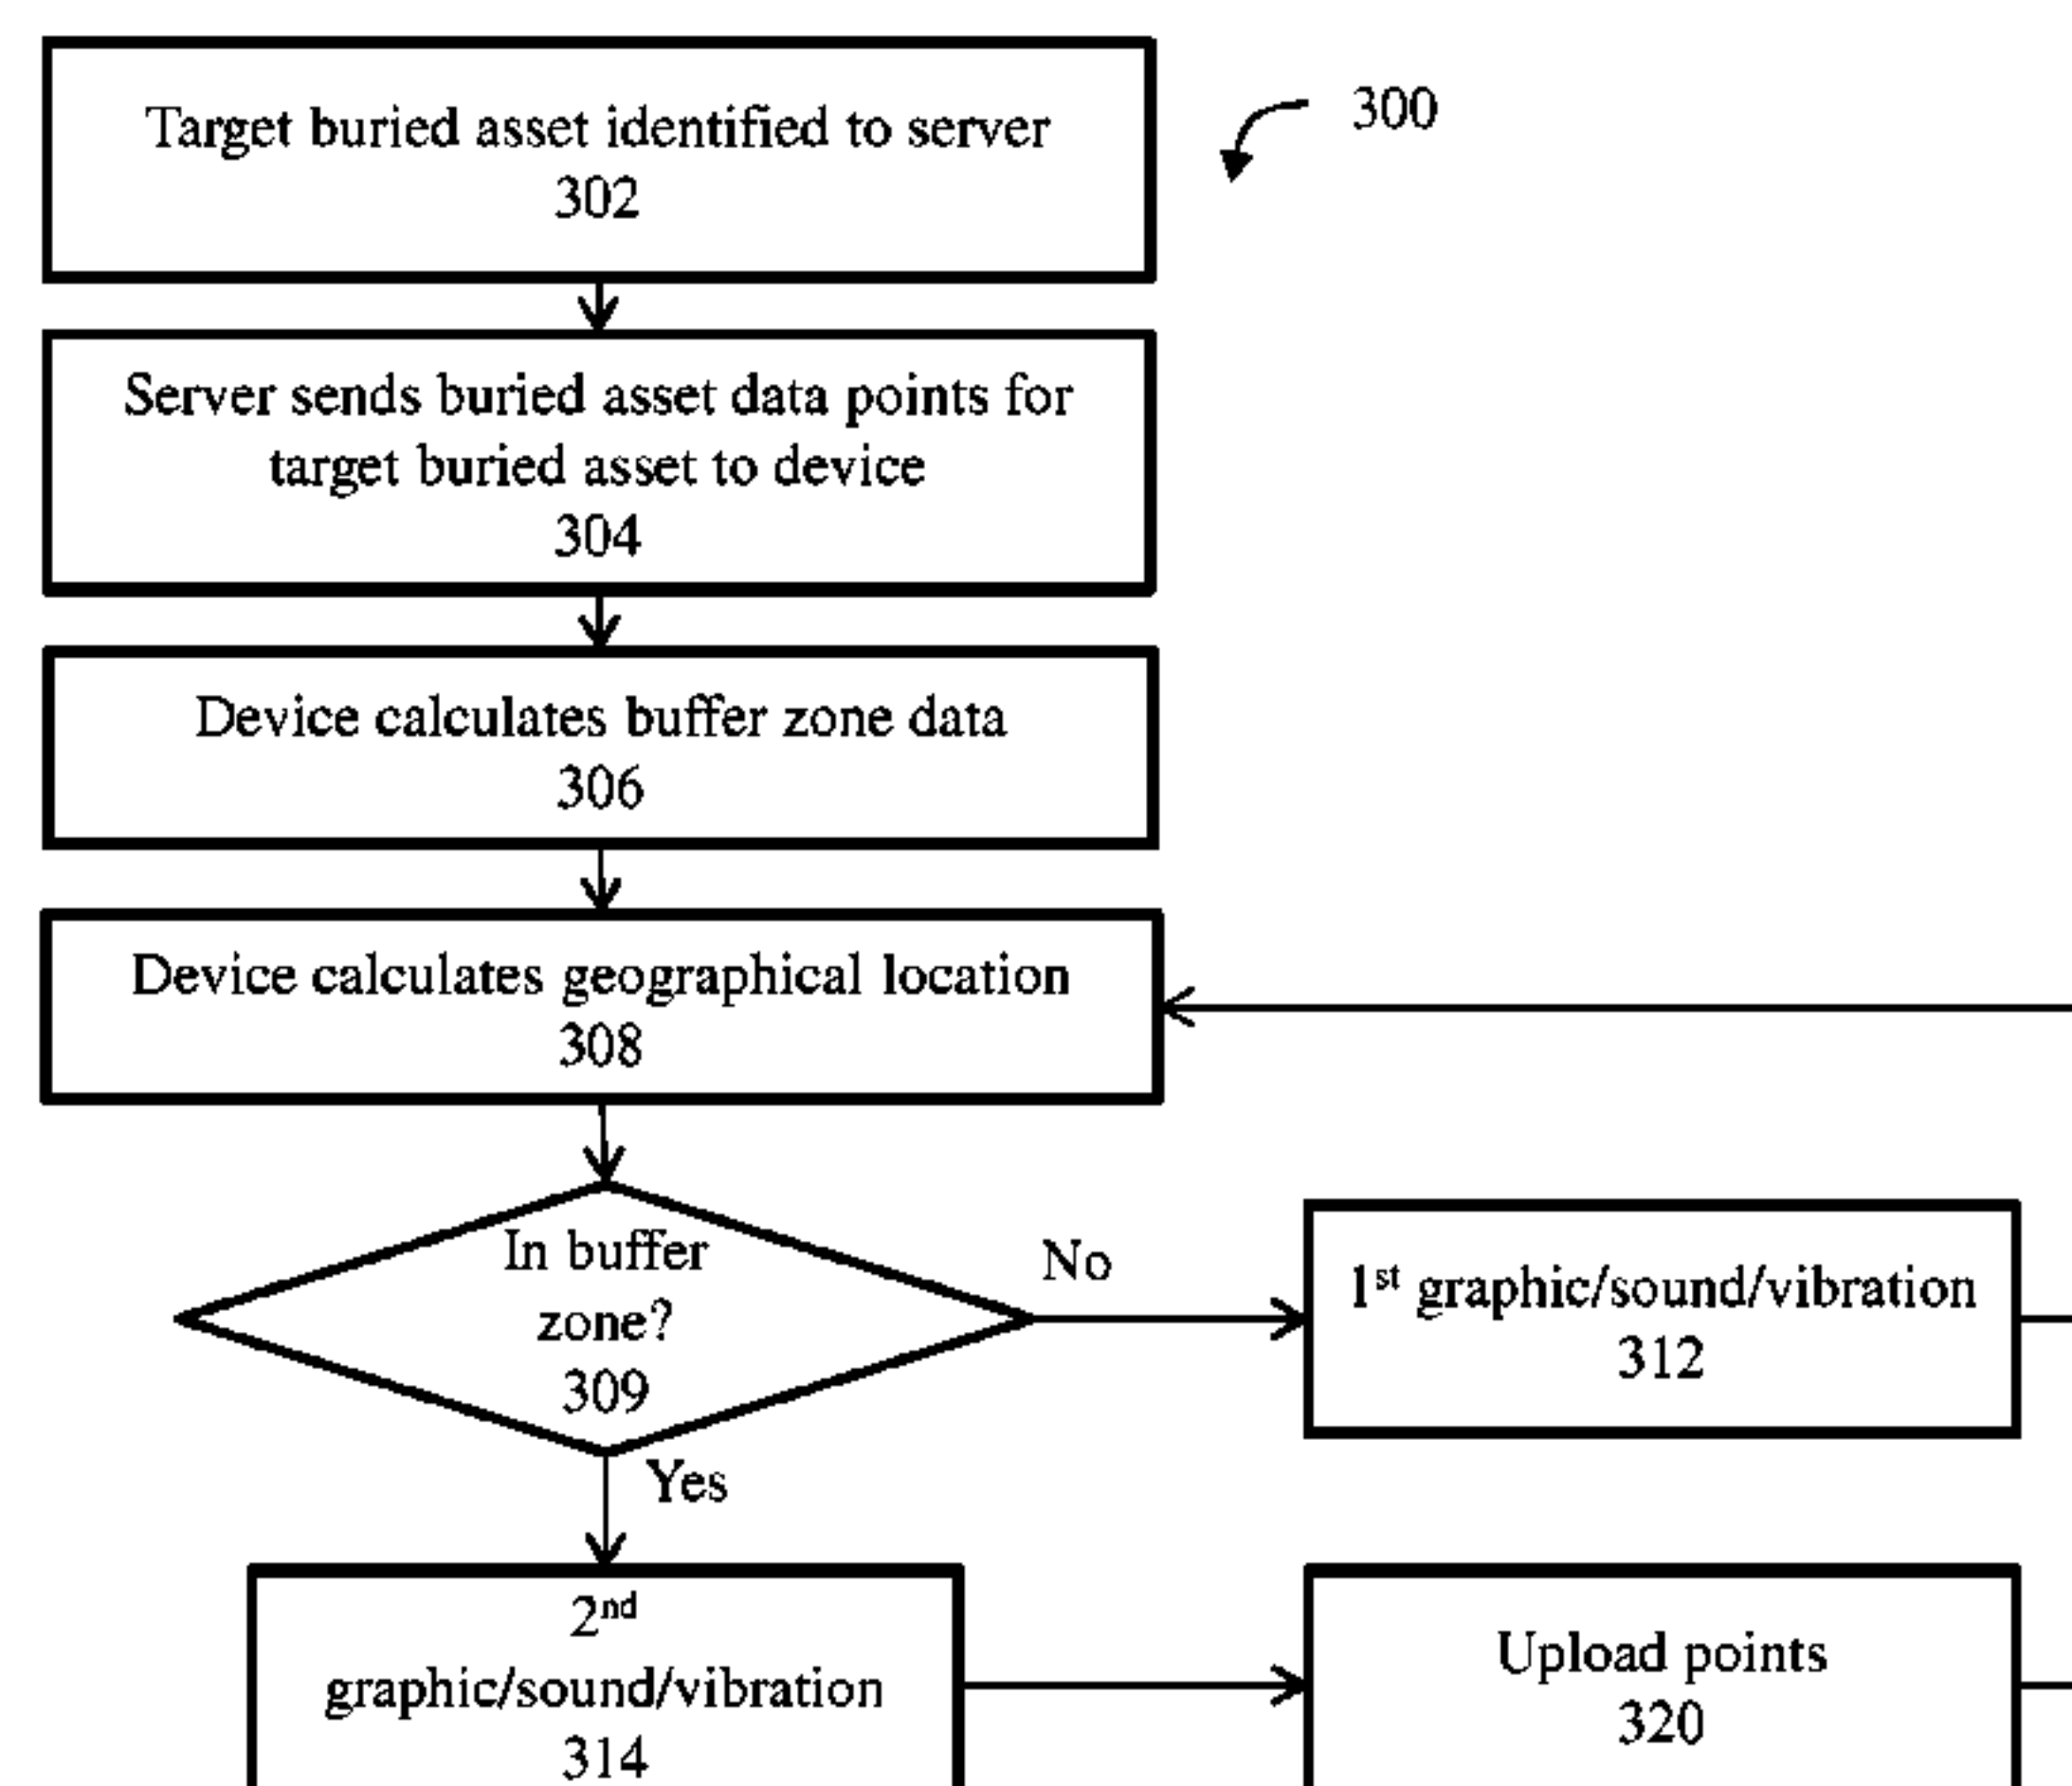 Target buried asset identified to server
302
300
Server sends buried asset data points for
target buried asset to device
304
Device calculates buffer zone data
306
Device calculates geographical location
308
In buffer
zone?
309
No
1st graphic/sound/vibration
312
Yes
2nd
graphic/sound/vibration
314
Upload points
320